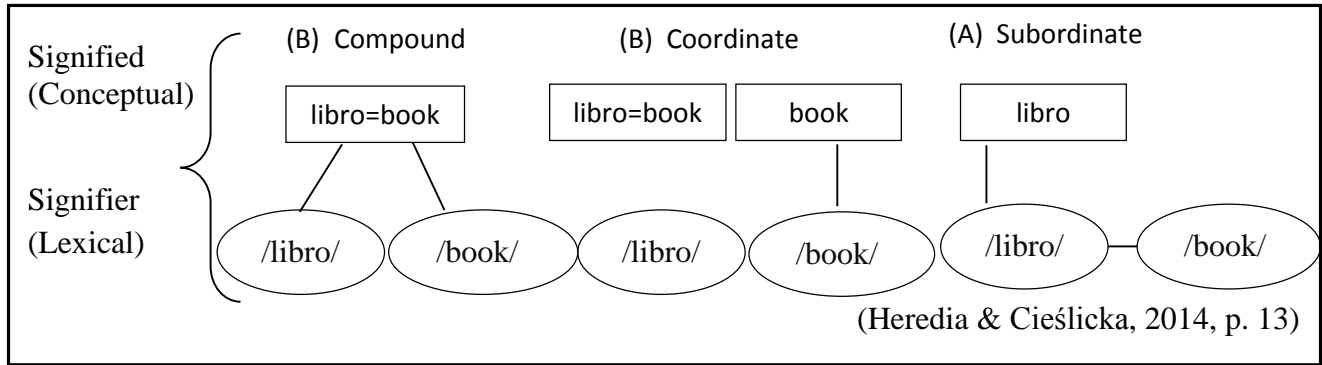 (B) Compound (B) Coordinate (A) Subordinate
Signified
(Conceptual)
libro=book libro=book book libro
Signifier
(Lexical)
/libro/ /book/ /libro/ /book/ /libro/ /book/
(Heredia & Cieślicka, 2014, p. 13)